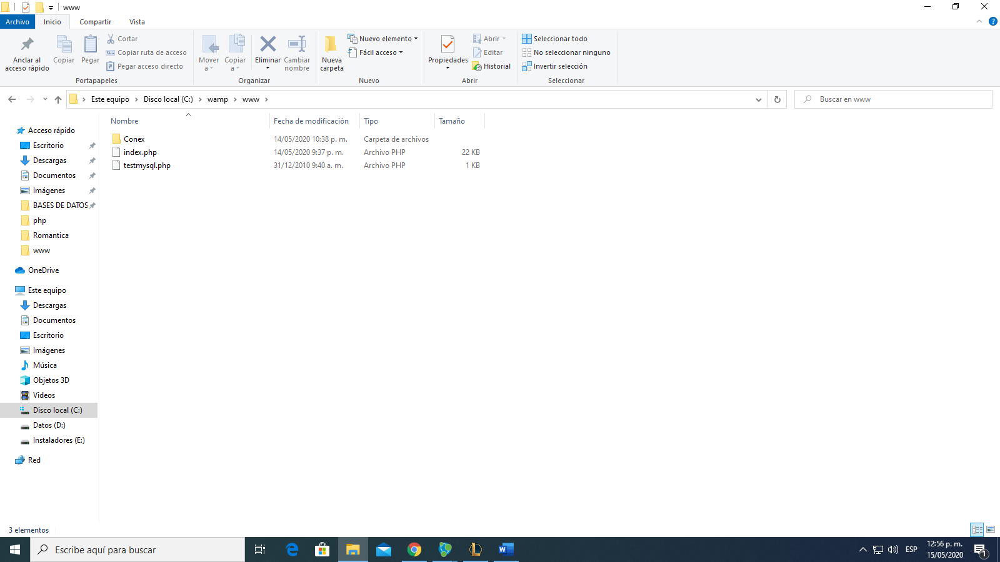 www
Archivo Inicio Compartir Vista
Anclar al acceso rápido
Copiar
Pegar
Cortar
Copiar ruta de acceso
Pegar acceso directo
Portapapeles
Mover a
Copiar a
Eliminar
Cambiar nombre
Organizar
Nueva carpeta
Nuevo elemento
Fácil acceso
Nuevo
Propiedades
Abrir
Editar
Historial
Abrir
Seleccionar todo
No seleccionar ninguno
Invertir selección
Seleccionar
Este equipo > Disco local (C:) > wamp > www >
Buscar en www
Nombre Fecha de modificación Tipo Tamaño
Conex 14/05/2020 10:38 p. m. Carpeta de archivos
index.php 14/05/2020 9:37 p. m. Archivo PHP 22 KB
testmysql.php 31/12/2010 9:40 a. m. Archivo PHP 1 KB
Acceso rápido
Escritorio
Descargas
Documentos
Imágenes
BASES DE DATOS
php
Romantica
www
OneDrive
Este equipo
Descargas
Documentos
Escritorio
Imágenes
Música
Objetos 3D
Videos
Disco local (C:)
Datos (D:)
Instaladores (E:)
Red
3 elementos
Escribe aquí para buscar
ESP
12:56 p. m.
15/05/2020
1